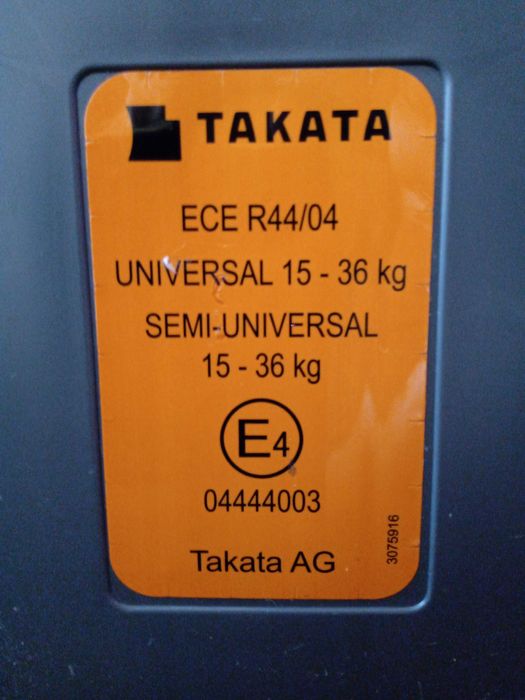 TAKATA
ECE R44/04
UNIVERSAL 15 - 36 kg
SEMI-UNIVERSAL
15 - 36 kg
E4
04444003
Takata AG
3075916